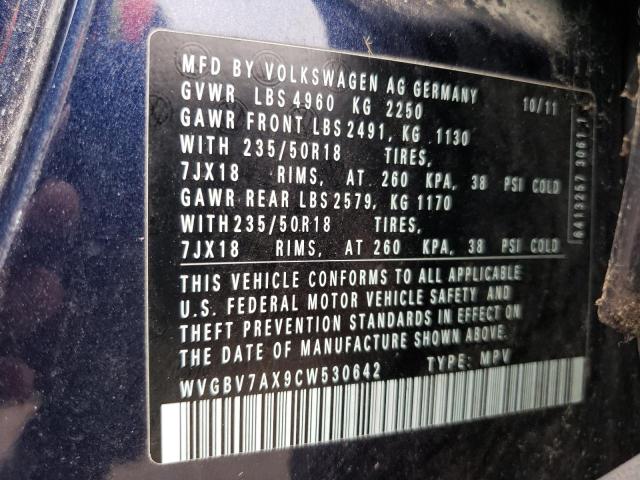 MFD BY VOLKSWAGEN AG GERMANY
GVWR LBS 4960 KG 2250 10/11
GAWR FRONT LBS 2491, KG 1130
WITH 235/50R18 TIRES,
7JX18 RIMS, AT 260 KPA, 38 PSI COLD
GAWR REAR LBS 2579, KG 1170
WITH 235/50R18 TIRES,
7JX18 RIMS, AT 260 KPA, 38 PSI COLD
THIS VEHICLE CONFORMS TO ALL APPLICABLE
U.S. FEDERAL MOTOR VEHICLE SAFETY AND
THEFT PREVENTION STANDARDS IN EFFECT ON
THE DATE OF MANUFACTURE SHOWN ABOVE.
WVGBV7AX9CW530642 TYPE: MPV
6413257 3061